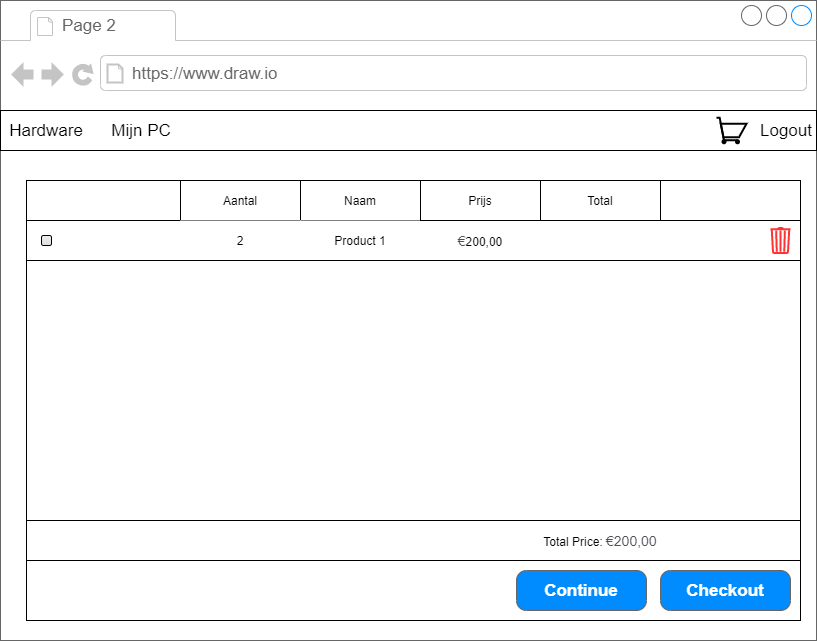 Page 2
https://www.draw.io
Hardware Mijn PC Logout
Aantal Naam Prijs Total
2 Product 1 €200,00
Total Price: €200,00
Continue Checkout